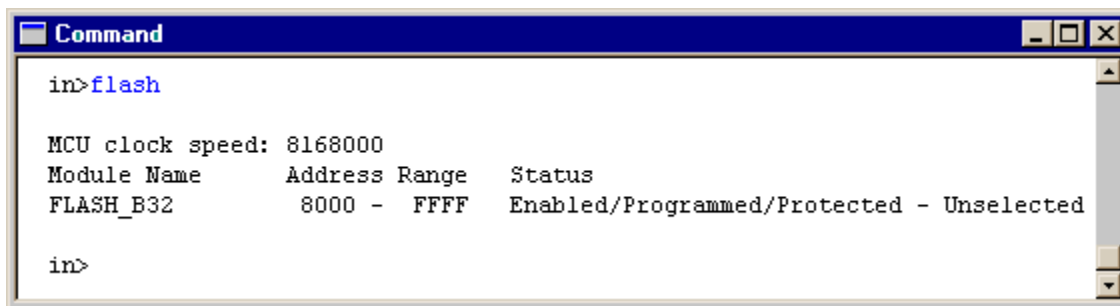 Command
in>flash
MCU clock speed: 8168000
Module Name Address Range Status
FLASH_B32 8000 - FFFF Enabled/Programmed/Protected - Unselected
in>